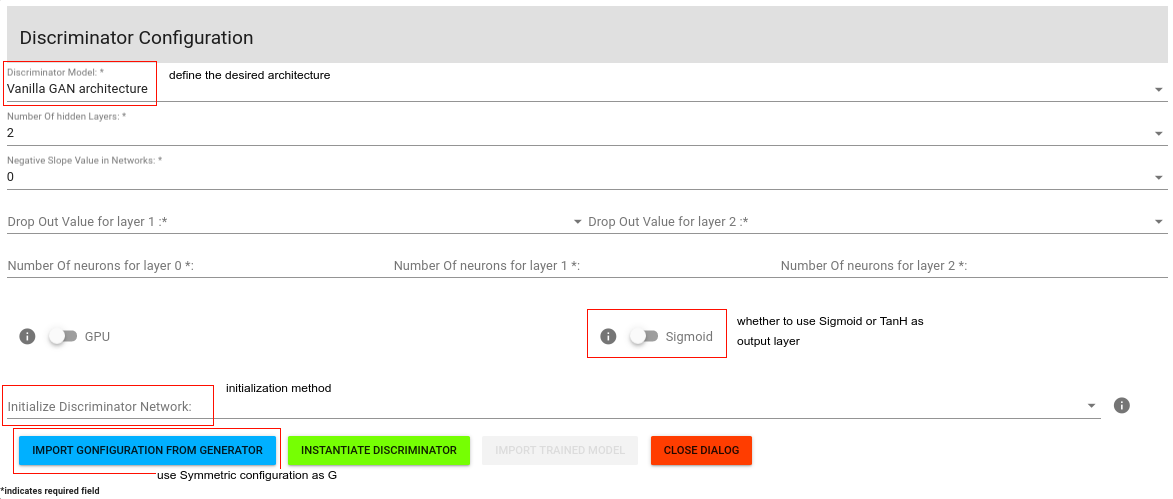 Discriminator Configuration
Discriminator Model: *
define the desired architecture
Vanilla GAN architecture
Number Of hidden Layers: *
2
Negative Slope Value in Networks: *
0
Drop Out Value for layer 1 :* Drop Out Value for layer 2 :*
Number Of neurons for layer 0 *: Number Of neurons for layer 1 *: Number Of neurons for layer 2 *:
GPU
Sigmoid
whether to use Sigmoid or TanH as
output layer
initialization method
Initialize Discriminator Network:
IMPORT GONFIGURATION FROM GENERATOR INSTANTIATE DISCRIMINATOR IMPORT TRAINED MODEL CLOSE DIALOG
use Symmetric configuration as G
*indicates required field